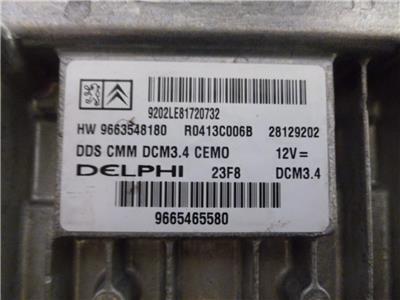 9202LE81720732
HW 9663548180 R0413C006B 28129202
DDS CMM DCM3.4 CEMO 12V=
DELPHI 23F8 DCM3.4
9665465580